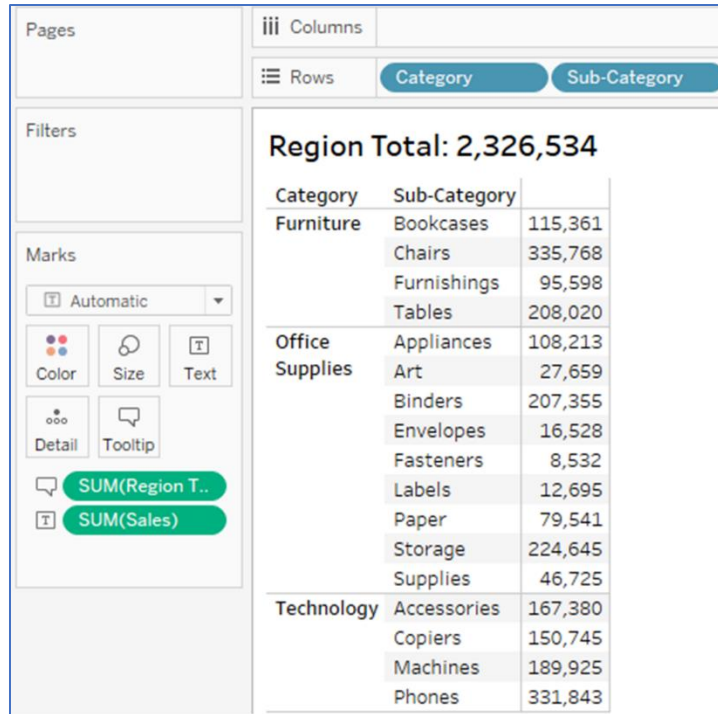 Pages
Columns
Rows Category Sub-Category
Filters
Region Total: 2,326,534
Category Sub-Category
Furniture Bookcases 115,361
Chairs 335,768
Furnishings 95,598
Tables 208,020
Office Supplies Appliances 108,213
Art 27,659
Binders 207,355
Envelopes 16,528
Fasteners 8,532
Labels 12,695
Paper 79,541
Storage 224,645
Supplies 46,725
Technology Accessories 167,380
Copiers 150,745
Machines 189,925
Phones 331,843
Marks
T Automatic
Color Size T Text
Detail Tooltip
SUM(Region T..
T SUM(Sales)